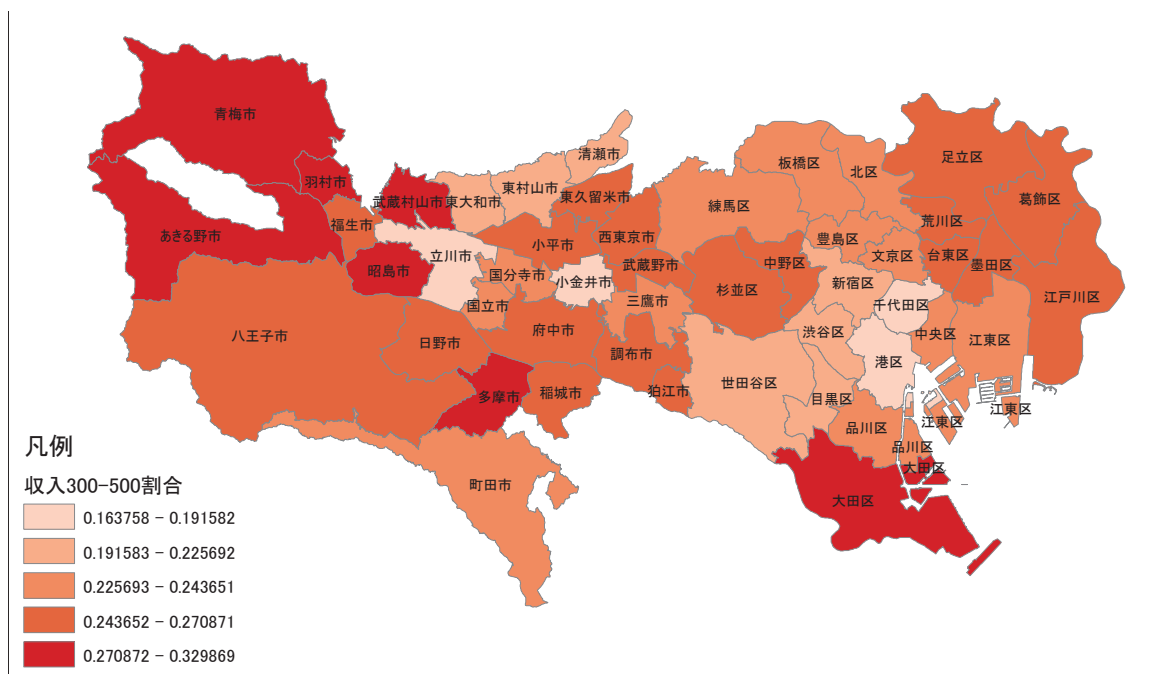 青梅市
清瀬市
板橋区
足立区
北区
羽村市
武蔵村山市
東大和市
東村山市
東久留米市
練馬区
葛飾区
福生市
荒川区
あきる野市
小平市
西東京市
豊島区
立川市
文京区
台東区
昭島市
国分寺市
武蔵野市
中野区
墨田区
小金井市
杉並区
新宿区
江戸川区
国立市
三鷹市
千代田区
八王子市
日野市
府中市
渋谷区
中央区
江東区
調布市
港区
世田谷区
多摩市
稲城市
狛江市
目黒区
江東区
江東区
品川区
品川区
大田区
町田市
大田区
凡例
収入300-500割合
0.163758 - 0.191582
0.191583 - 0.225692
0.225693 - 0.243651
0.243652 - 0.270871
0.270872 - 0.329869